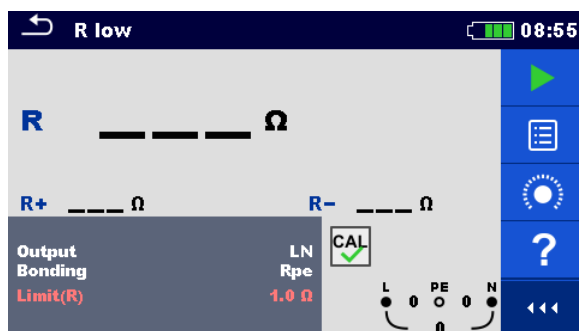 R low 08:55
R ___ Ω
R+ ___ Ω R- ___ Ω
Output LN
Bonding Rpe
Limit(R) 1.0 Ω
CAL
?
L PE N
0 0
0